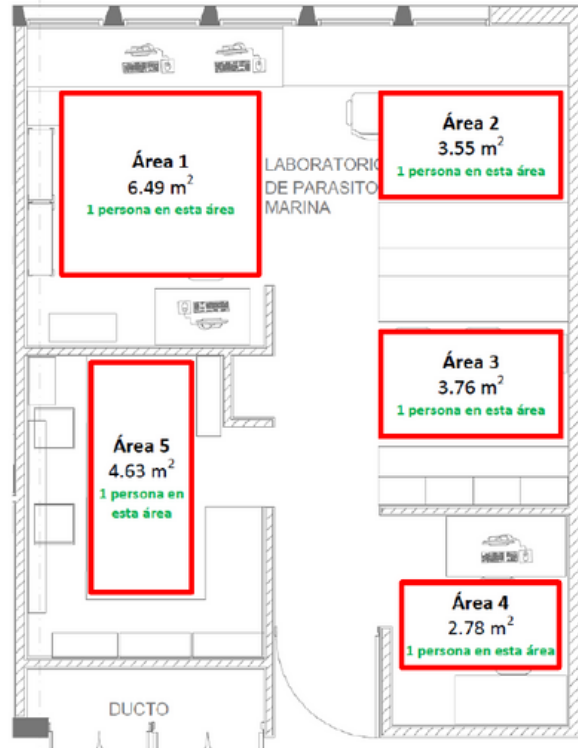 Área 1
6.49 m²
1 persona en esta área
LABORATORIO
DE PARASITO
MARINA
Área 2
3.55 m²
1 persona en esta área
Área 3
3.76 m²
1 persona en esta área
Área 5
4.63 m²
1 persona en
esta área
Área 4
2.78 m²
1 persona en esta área
DUCTO